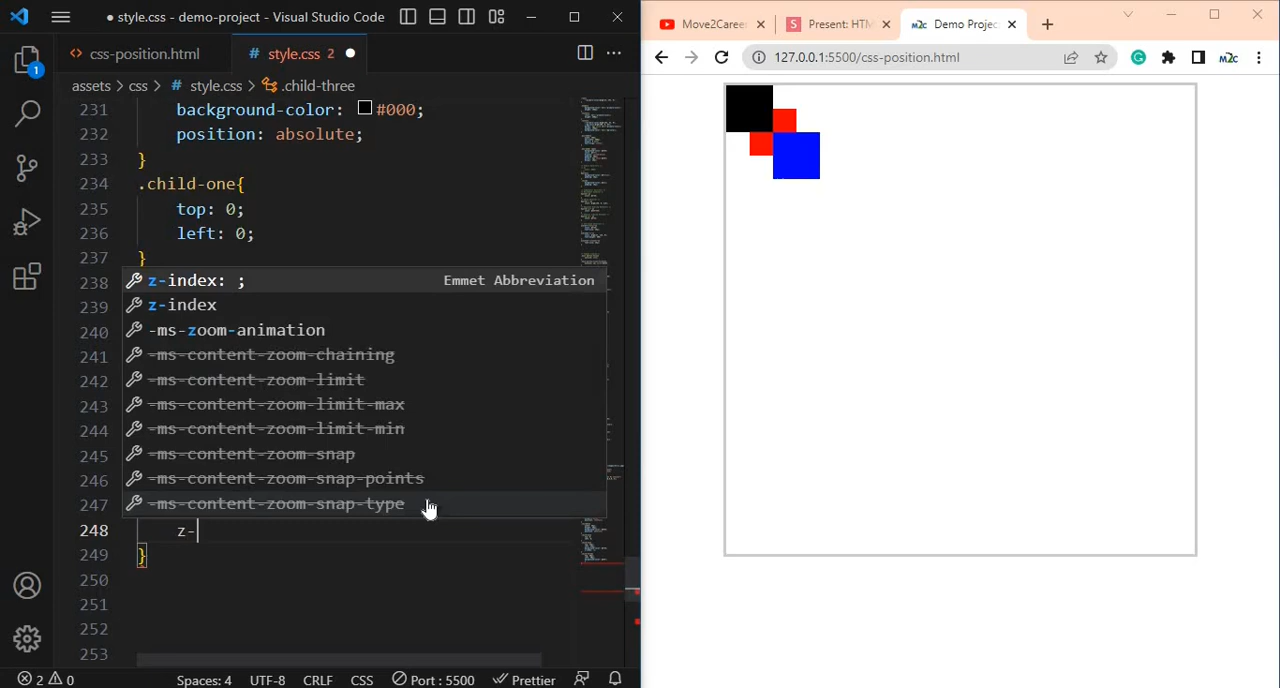 ● style.css - demo-project - Visual Studio Code
css-position.html
# style.css 2 ●
assets > css > # style.css > .child-three
1
231 background-color: #000;
232 position: absolute;
233 }
234 .child-one{
235 top: 0;
236 left: 0;
237 }
238
239
240
241
242
243
244
245
246
247
z-index: ; Emmet Abbreviation
z-index
-ms-zoom-animation
-ms-content-zoom-chaining
-ms-content-zoom-limit
-ms-content-zoom-limit-max
-ms-content-zoom-limit-min
-ms-content-zoom-snap
-ms-content-zoom-snap-points
-ms-content-zoom-snap-type
248 z-
249 }
250
251
252
253
2 0 Spaces: 4 UTF-8 CRLF CSS Port : 5500 Prettier
Move2Caree
Present: HTM
m2c Demo Projec
127.0.0.1:5500/css-position.html
m2c